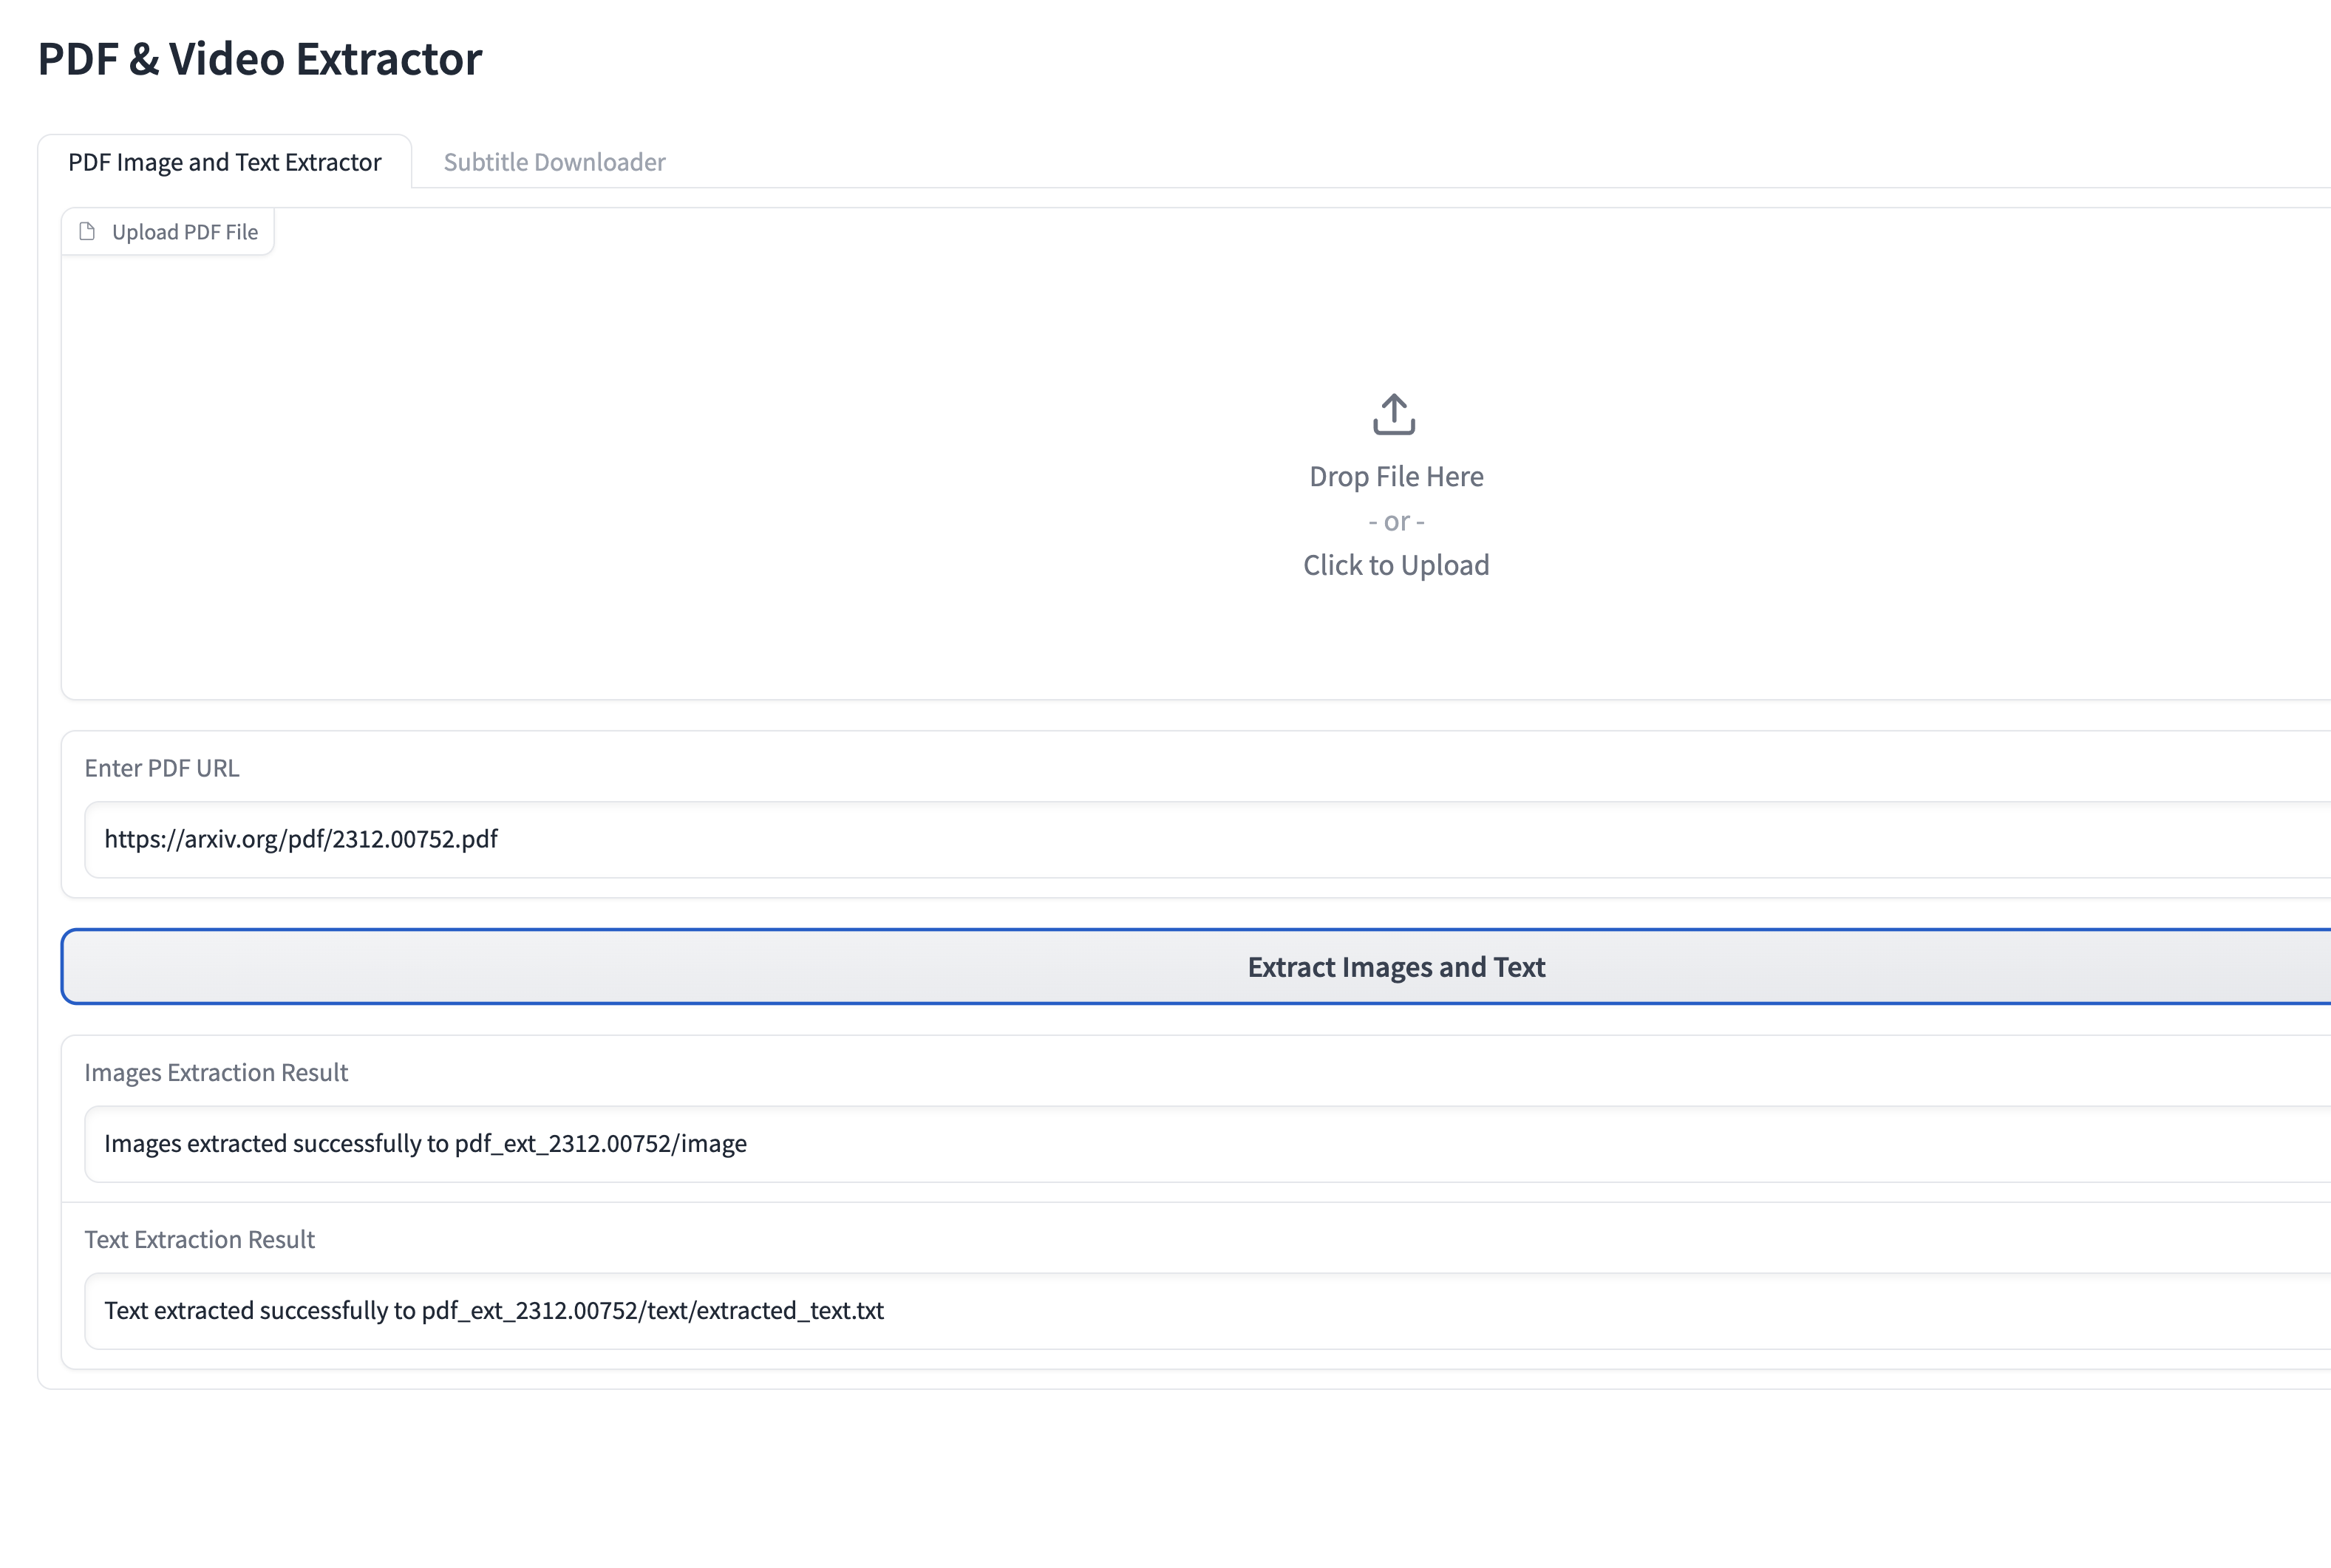 PDF & Video Extractor
PDF Image and Text Extractor
Subtitle Downloader
Upload PDF File
Drop File Here
- or -
Click to Upload
Enter PDF URL
https://arxiv.org/pdf/2312.00752.pdf
Extract Images and Text
Images Extraction Result
Images extracted successfully to pdf_ext_2312.00752/image
Text Extraction Result
Text extracted successfully to pdf_ext_2312.00752/text/extracted_text.txt